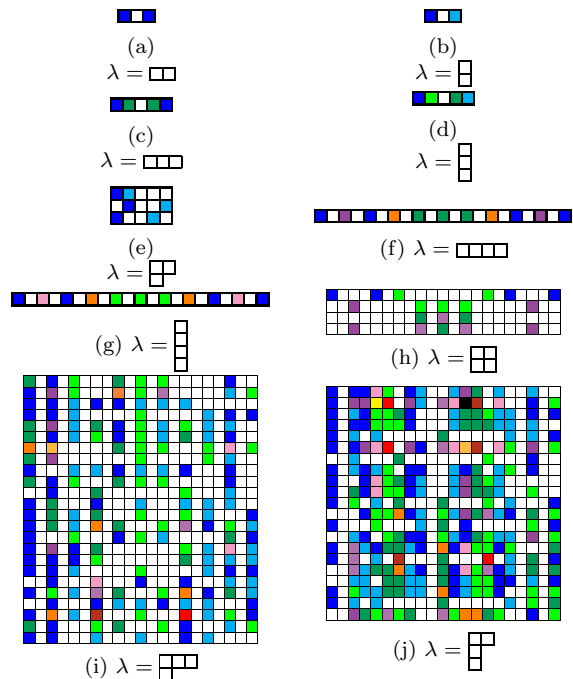 (a)
λ =
(b)
λ =
(c)
λ =
(d)
λ =
(e)
λ =
(f) λ =
(g) λ =
(h) λ =
(i) λ =
(j) λ =